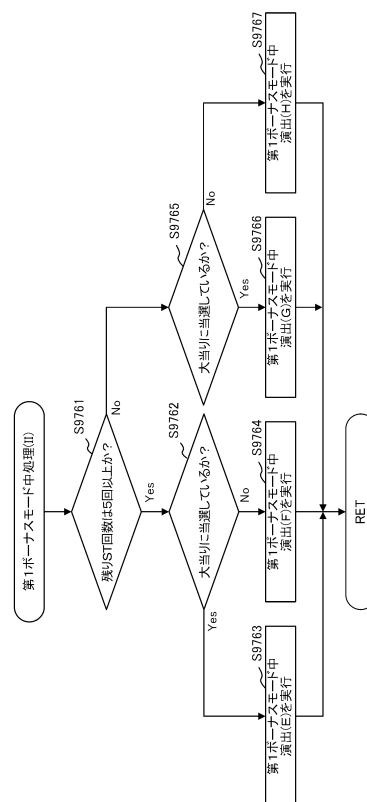 第1ボーナスモード中処理(II)
S9761
残りST回数は5回以上か?
No
Yes
S9762
大当りに当選しているか?
Yes
No
S9765
大当りに当選しているか?
No
Yes
S9763
第1ボーナスモード中
演出(E)を実行
S9764
第1ボーナスモード中
演出(F)を実行
S9766
第1ボーナスモード中
演出(G)を実行
S9767
第1ボーナスモード中
演出(H)を実行
RET